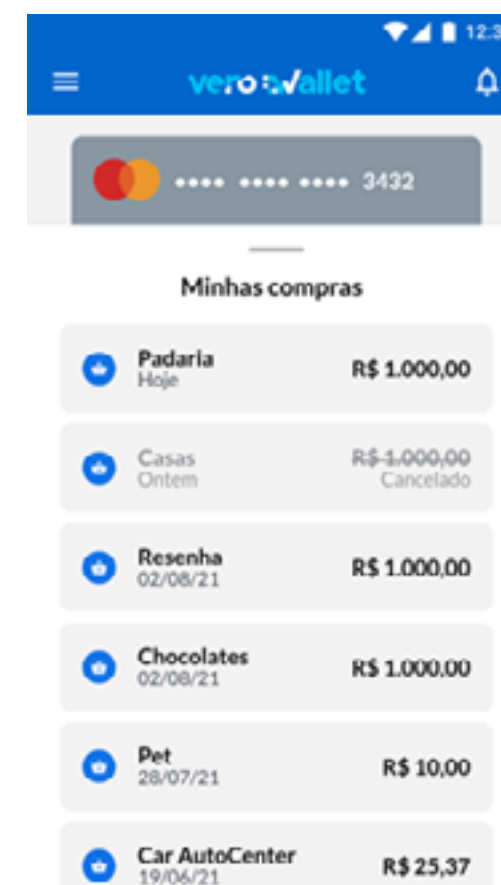 12:3
vero wallet
•••• •••• •••• 3432
Minhas compras
Padaria
R$ 1.000,00
Hoje
Casas
R$ 1.000,00
Ontem
Cancelado
Resenha
R$ 1.000,00
02/08/21
Chocolates
R$ 1.000.00
02/08/21
Pet
R$ 10,00
28/07/21
Car AutoCenter
R$ 25,37
19/06/21